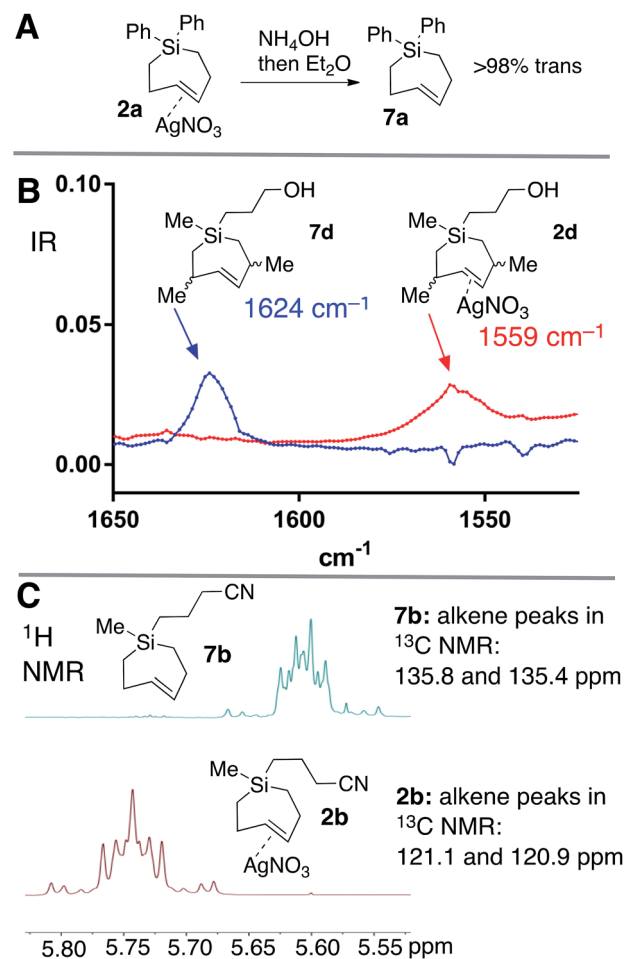 A
Ph
Ph
Si
2a
AgNO₃
NH₄OH
then Et₂O
Ph
Ph
Si
7a
>98% trans
B
0.10
IR
0.05
0.00
OH
Me
Si
7d
Me
Me
1624 cm⁻¹
OH
Me
Si
2d
Me
Me
AgNO₃
1559 cm⁻¹
1650
1600
1550
cm⁻¹
C
¹H
NMR
CN
Me
Si
7b
7b: alkene peaks in
¹³C NMR:
135.8 and 135.4 ppm
Me
Si
CN
2b
AgNO₃
2b: alkene peaks in
¹³C NMR:
121.1 and 120.9 ppm
5.80 5.75 5.70 5.65 5.60 5.55 ppm